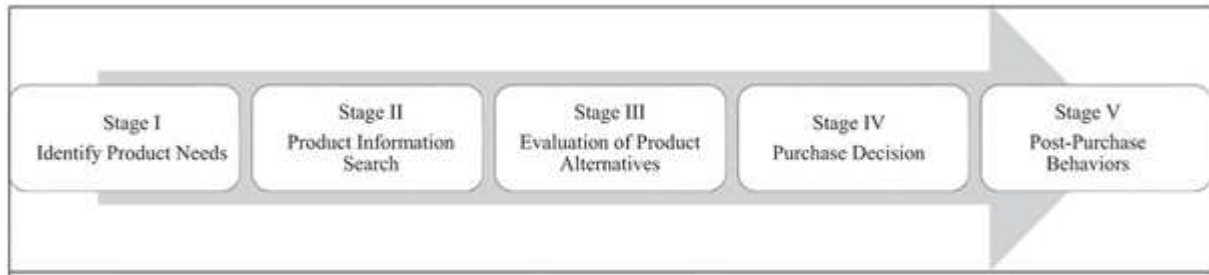 Stage I
Identify Product Needs
Stage II
Product Information
Search
Stage III
Evaluation of Product
Alternatives
Stage IV
Purchase Decision
Stage V
Post-Purchase
Behaviors